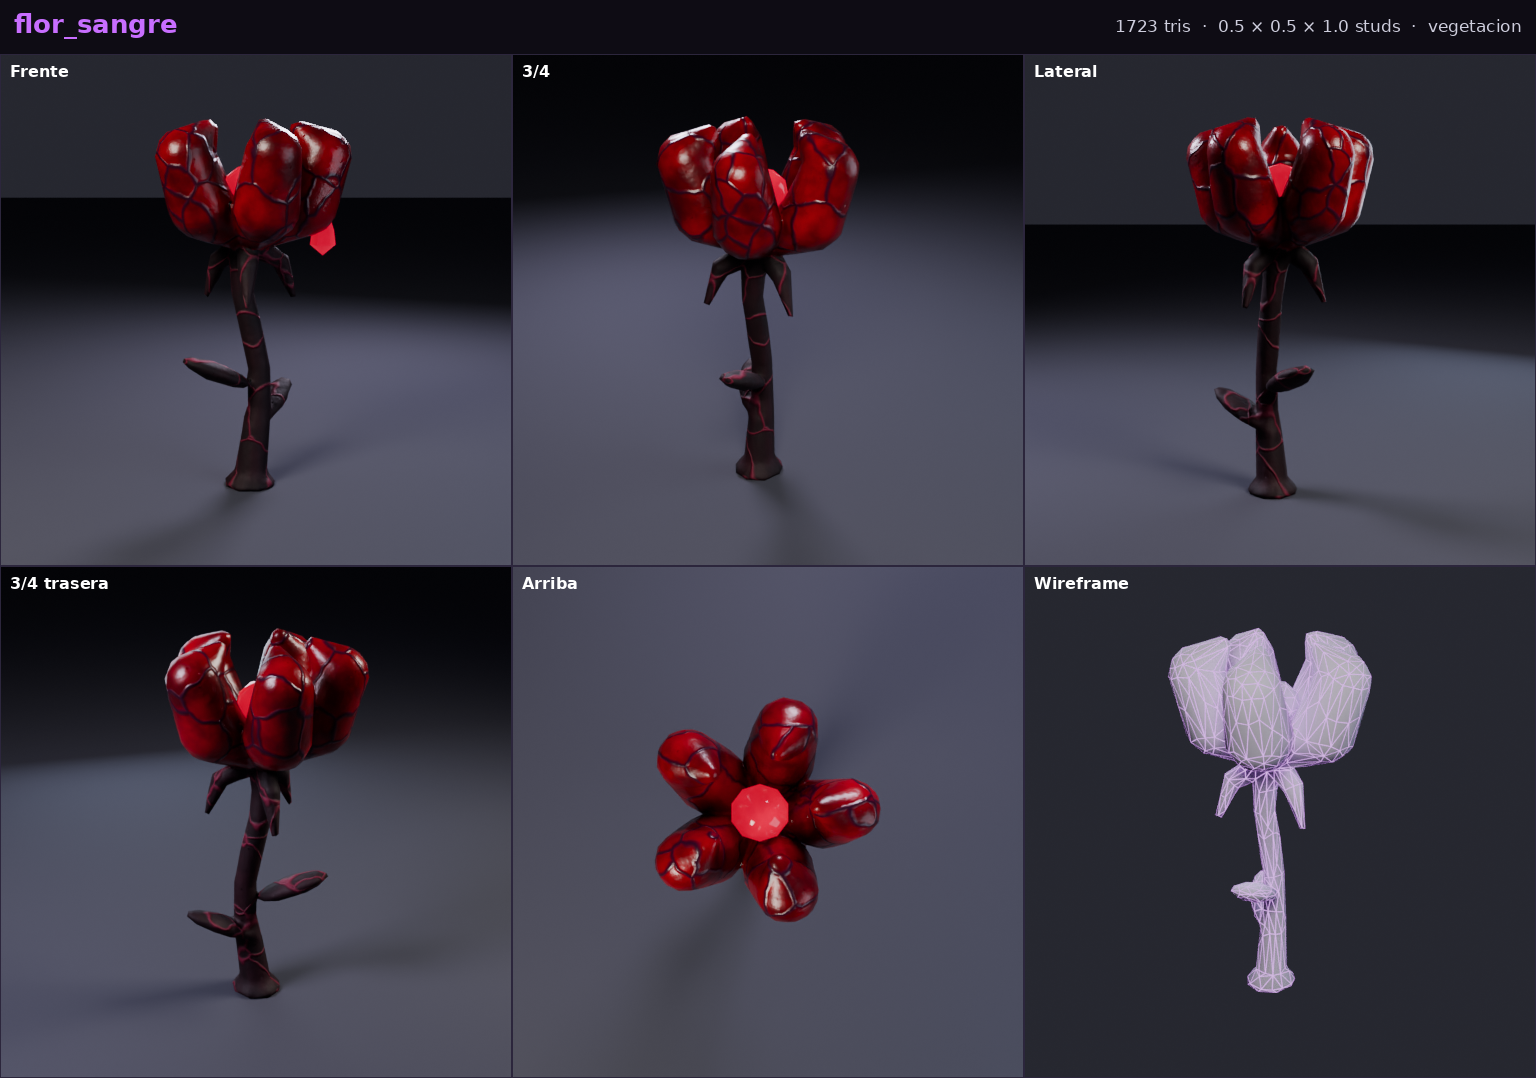 flor_sangre
1723 tris · 0.5 × 0.5 × 1.0 studs · vegetacion
Frente
3/4
Lateral
3/4 trasera
Arriba
Wireframe